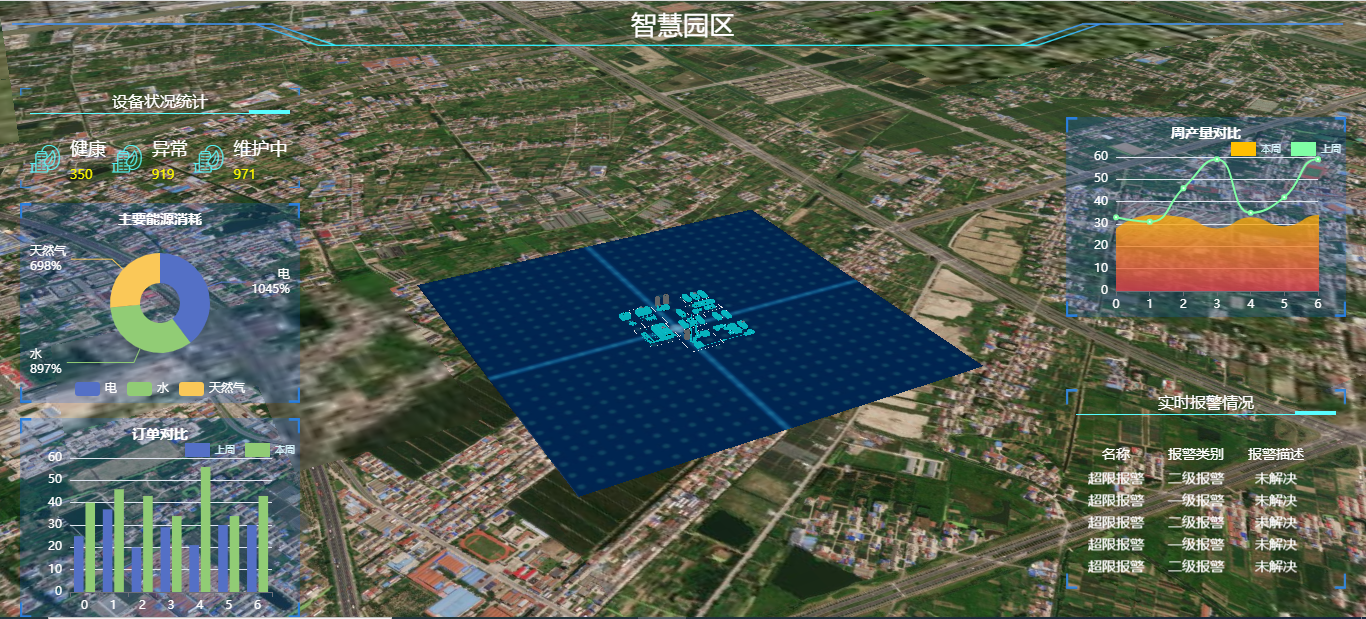 智慧园区
设备状况统计
健康 异常 维护中
350 919 971
主要能源消耗
天然气
698%
电
1045%
水
897%
电 水 天然气
订单对比
上周 本周
60
50
40
30
20
10
0
0 1 2 3 4 5 6
周产量对比
本周 上周
60
50
40
30
20
10
0
0 1 2 3 4 5 6
实时报警情况
名称 报警类别 报警描述
超限报警 二级报警 未解决
超限报警 一级报警 未解决
超限报警 二级报警 未解决
超限报警 一级报警 未解决
超限报警 二级报警 未解决